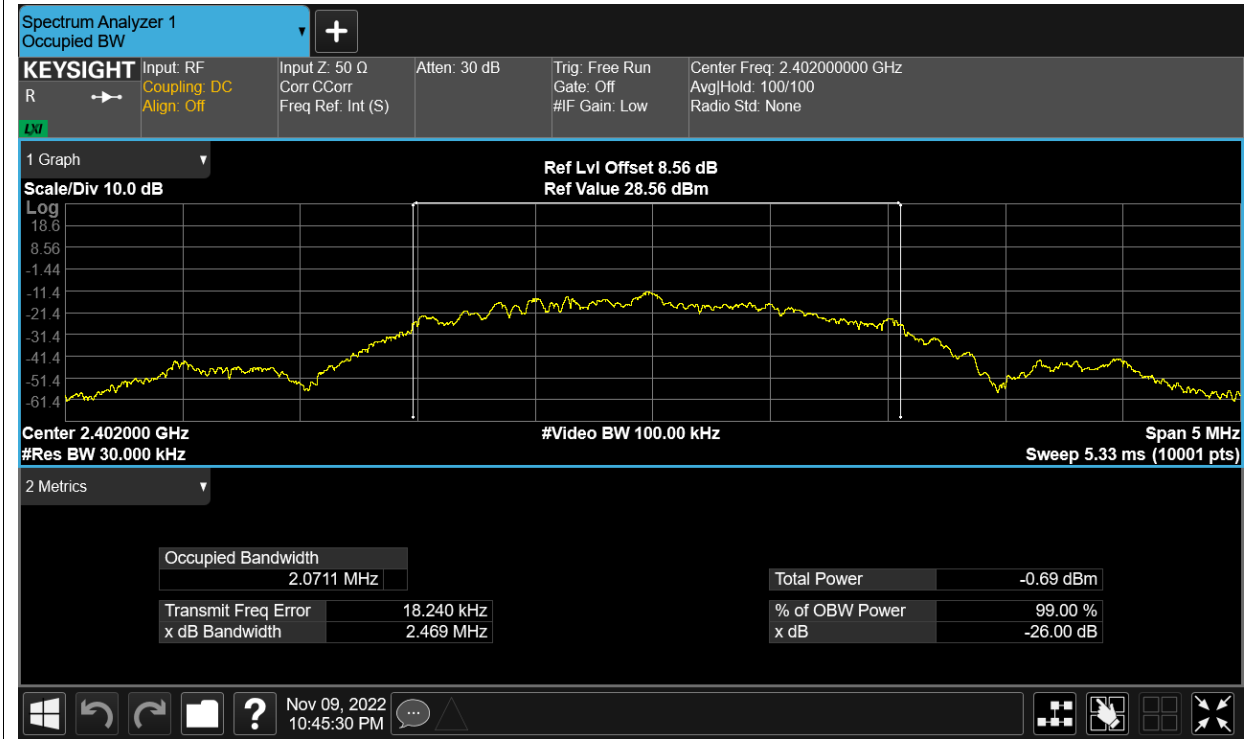 Spectrum Analyzer 1
Occupied BW
KEYSIGHT
R
LXI
Input: RF
Coupling: DC
Align: Off
Input Z: 50 Ω
Corr CCorr
Freq Ref: Int (S)
Atten: 30 dB
Trig: Free Run
Gate: Off
#IF Gain: Low
Center Freq: 2.402000000 GHz
Avg|Hold: 100/100
Radio Std: None
1 Graph
Scale/Div 10.0 dB
Ref Lvl Offset 8.56 dB
Ref Value 28.56 dBm
Log
18.6
8.56
-1.44
-11.4
-21.4
-31.4
-41.4
-51.4
-61.4
Center 2.402000 GHz
#Video BW 100.00 kHz
Span 5 MHz
#Res BW 30.000 kHz
Sweep 5.33 ms (10001 pts)
2 Metrics
Occupied Bandwidth
2.0711 MHz
Total Power -0.69 dBm
Transmit Freq Error 18.240 kHz
% of OBW Power 99.00 %
x dB Bandwidth 2.469 MHz
x dB -26.00 dB
?
Nov 09, 2022
10:45:30 PM